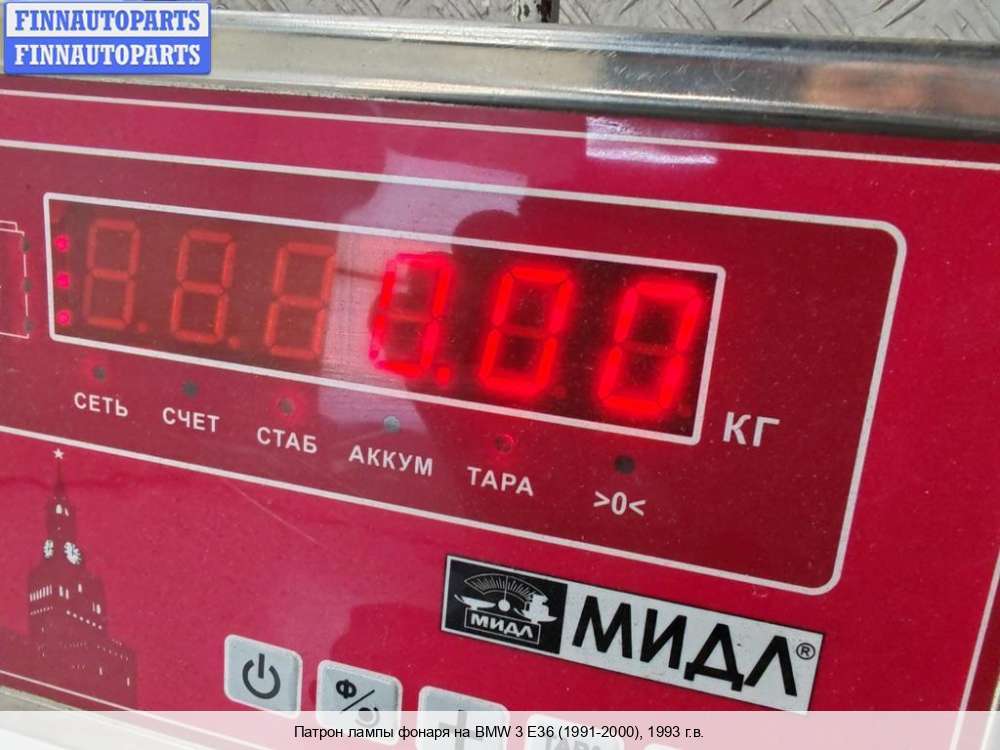 FINNAUTOPARTS
FINNAUTOPARTS
0.00
КГ
СЕТЬ СЧЕТ СТАБ АККУМ ТАРА >0<
МИДЛ
МИДЛ®
Ф/
Патрон лампы фонаря на BMW 3 E36 (1991-2000), 1993 г.в.